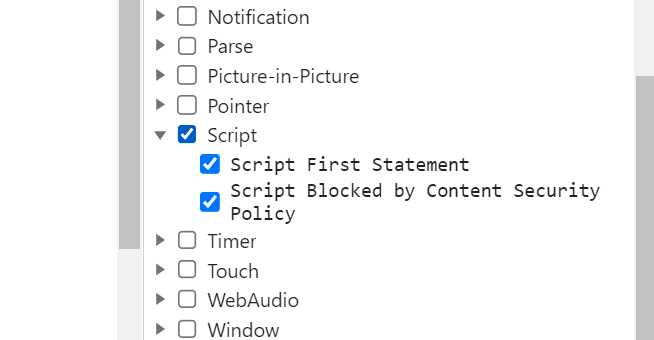 Notification
Parse
Picture-in-Picture
Pointer
Script
Script First Statement
Script Blocked by Content Security
Policy
Timer
Touch
WebAudio
Window